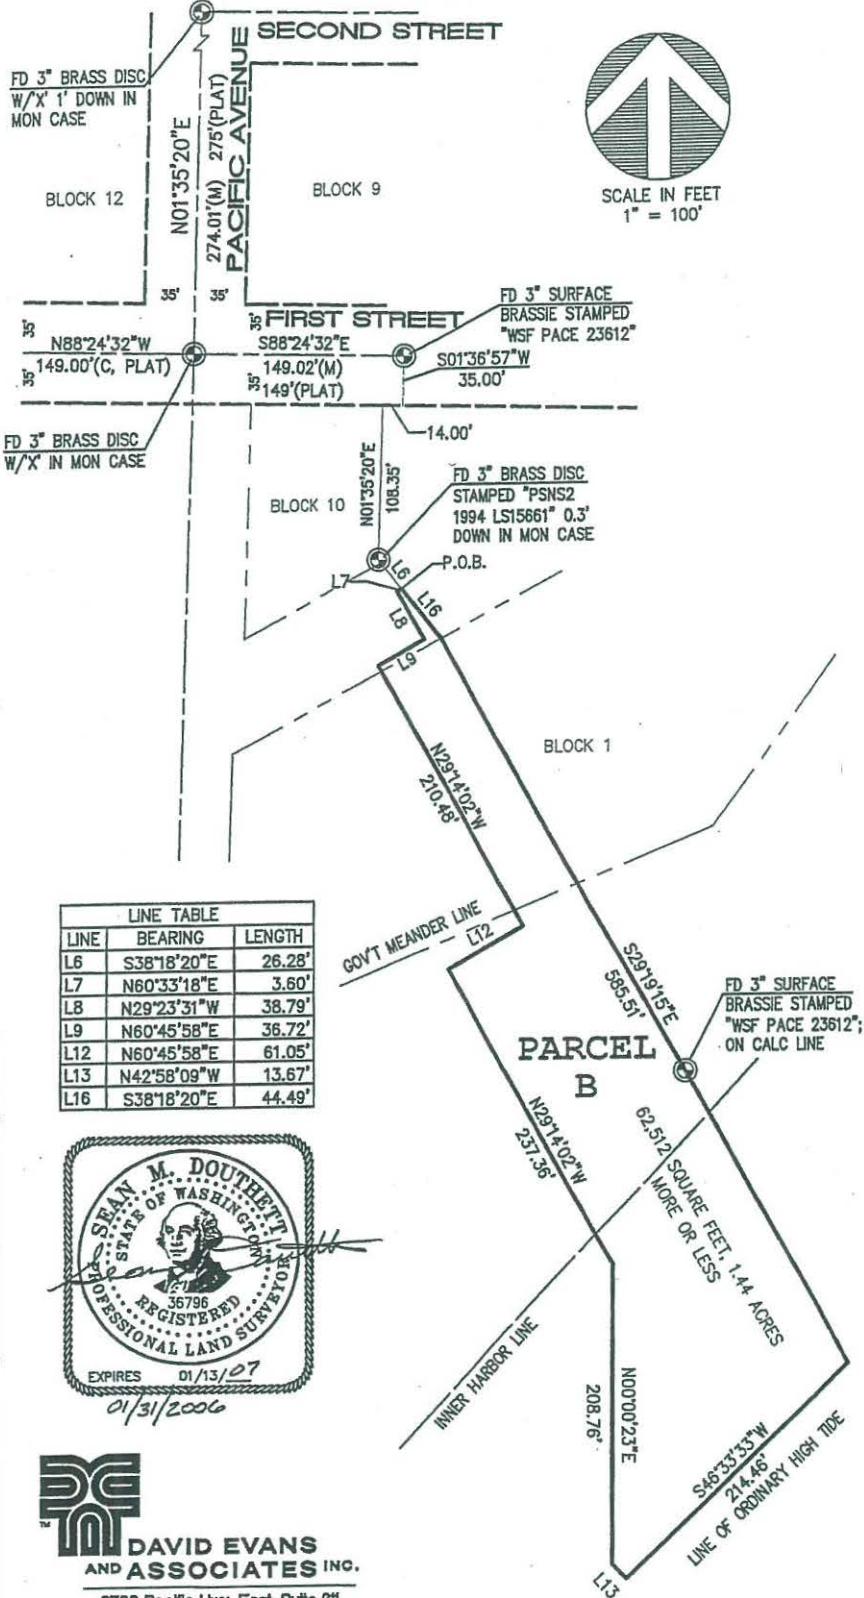 SECOND STREET
FD 3" BRASS DISC
W/'X' 1' DOWN IN
MON CASE
N01°35'20"E
274.01'(M) 275'(PLAT)
PACIFIC AVENUE
BLOCK 12
BLOCK 9
SCALE IN FEET
1" = 100'
35' 35'
FD 3" SURFACE
BRASSIE STAMPED
"WSF PACE 23612"
35'
35'
FIRST STREET
N88°24'32"W
149.00'(C, PLAT)
S88°24'32"E
149.02'(M)
149'(PLAT)
S01°36'57"W
35.00'
35'
35'
14.00'
FD 3" BRASS DISC
W/'X' IN MON CASE
N01°35'20"E
108.35'
BLOCK 10
FD 3" BRASS DISC
STAMPED "PSNS2
1994 LS15661" 0.3'
DOWN IN MON CASE
L6
P.O.B.
L7
L16
L8
L9
BLOCK 1
N29°14'02"W
210.48'
GOV'T MEANDER LINE
L12
S29°19'15"E
585.51'
FD 3" SURFACE
BRASSIE STAMPED
"WSF PACE 23612";
ON CALC LINE
LINE TABLE
LINE BEARING LENGTH
L6 S38°18'20"E 26.28'
L7 N60°33'18"E 3.60'
L8 N29°23'31"W 38.79'
L9 N60°45'58"E 36.72'
L12 N60°45'58"E 61.05'
L13 N42°58'09"W 13.67'
L16 S38°18'20"E 44.49'
PARCEL
B
N29°14'02"W
237.36'
62,512 SQUARE FEET, 1.44 ACRES
MORE OR LESS
INNER HARBOR LINE
N00°00'23"E
208.76'
S46°33'33"W
214.46'
LINE OF ORDINARY HIGH TIDE
L13
SEAN M. DOUTHETT
STATE OF WASHINGTON
36796
REGISTERED
PROFESSIONAL LAND SURVEYOR
EXPIRES 01/13/07
01/31/2006
TM
DAVID EVANS
AND ASSOCIATES INC.